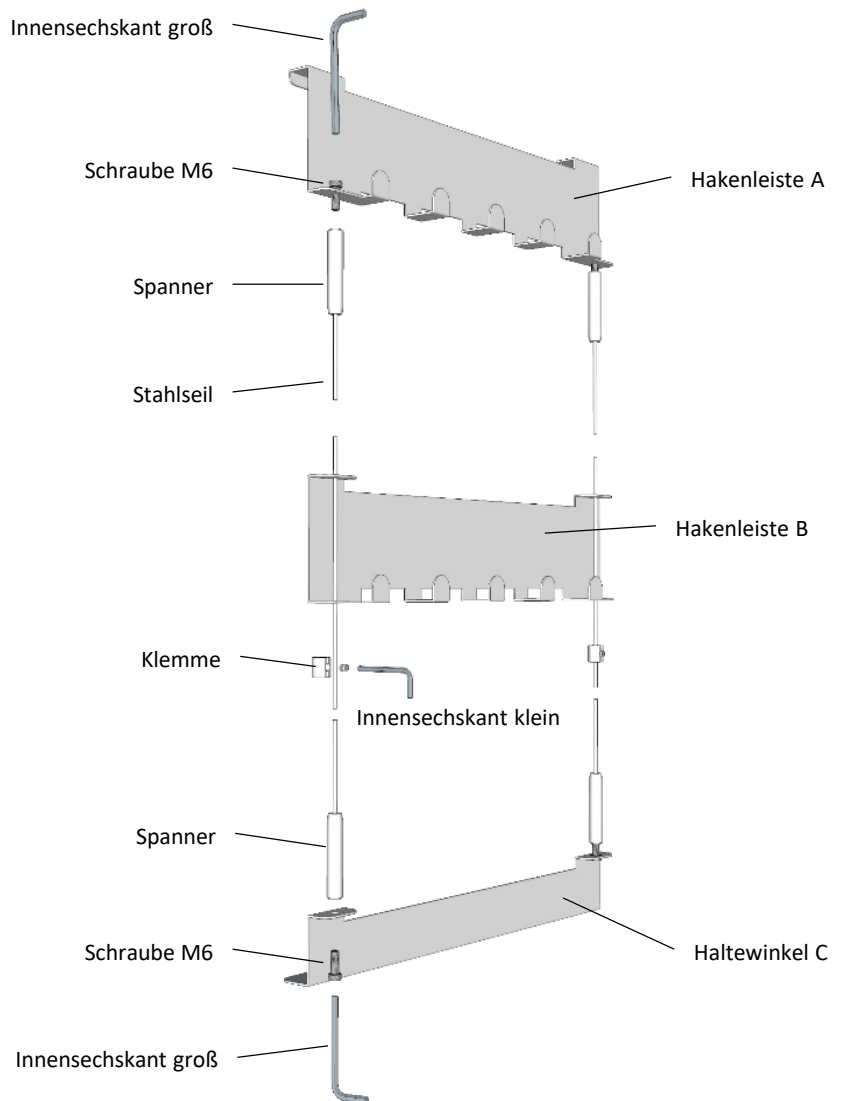 Innensechskant groß
Schraube M6
Hakenleiste A
Spanner
Stahlseil
Hakenleiste B
Klemme
Innensechskant klein
Spanner
Schraube M6
Haltewinkel C
Innensechskant groß